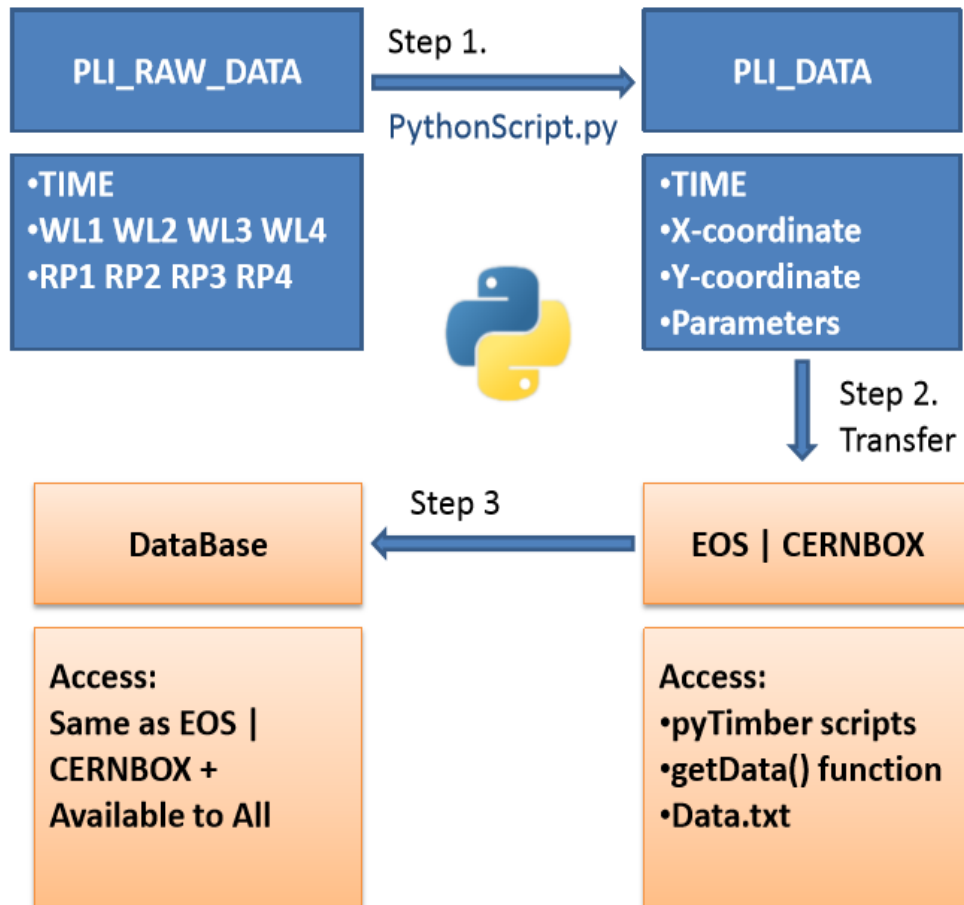 PLI_RAW_DATA
Step 1.
PythonScript.py
PLI_DATA
•TIME
•WL1 WL2 WL3 WL4
•RP1 RP2 RP3 RP4
•TIME
•X-coordinate
•Y-coordinate
•Parameters
Step 2.
Transfer
EOS | CERNBOX
Step 3
DataBase
Access:
Same as EOS |
CERNBOX +
Available to All
Access:
•pyTimber scripts
•getData() function
•Data.txt